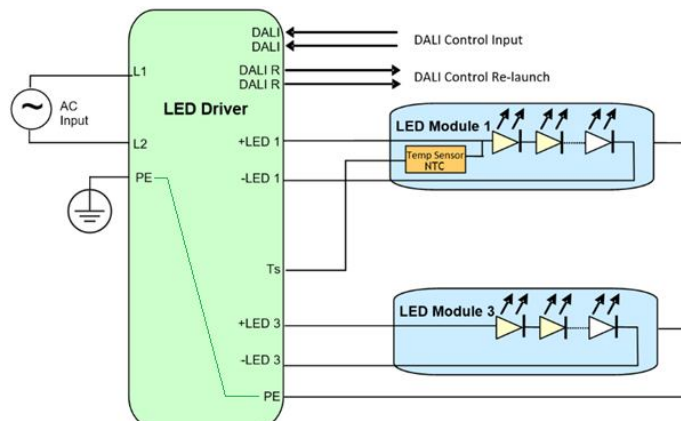 DALI
DALI
DALI Control Input
DALI R
DALI R
DALI Control Re-launch
L1
AC
Input
L2
LED Driver
PE
+LED 1
-LED 1
LED Module 1
Temp Sensor
NTC
Ts
+LED 3
-LED 3
LED Module 3
PE